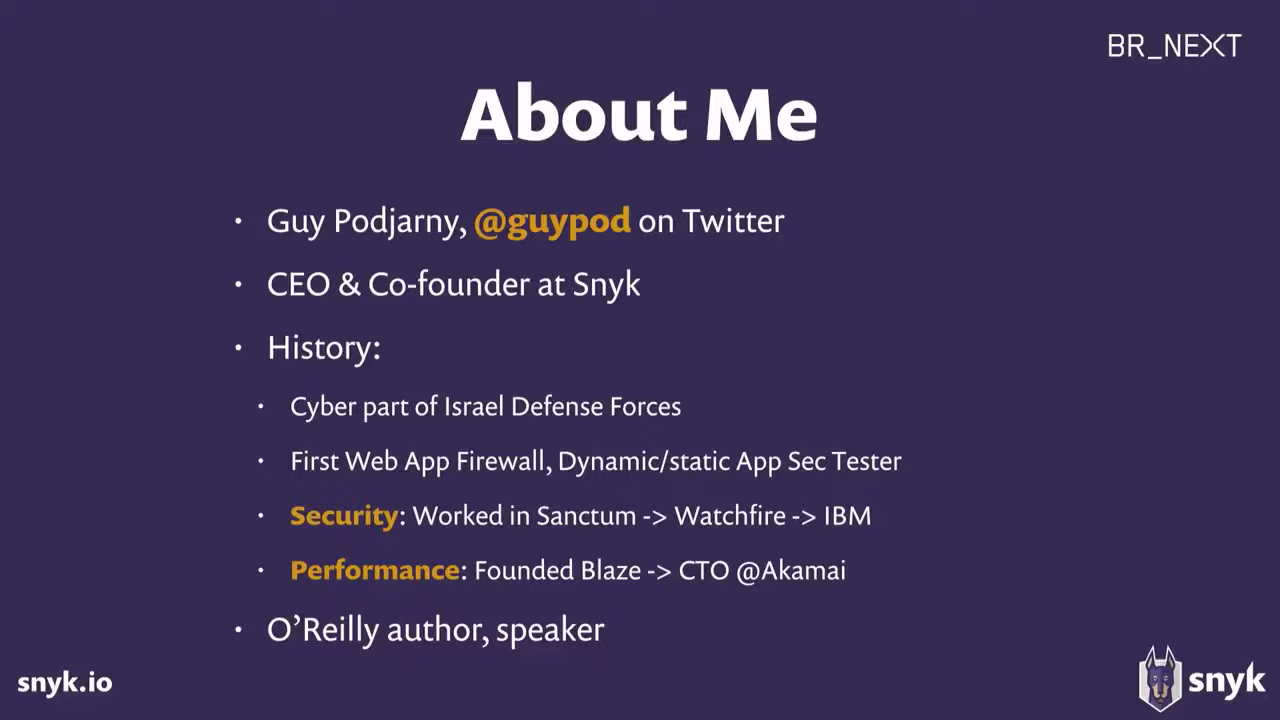 BR_NEXT
About Me
• Guy Podjarny, @guypod on Twitter
• CEO & Co-founder at Snyk
• History:
• Cyber part of Israel Defense Forces
• First Web App Firewall, Dynamic/static App Sec Tester
• Security: Worked in Sanctum -> Watchfire -> IBM
• Performance: Founded Blaze -> CTO @Akamai
• O’Reilly author, speaker
snyk.io
snyk